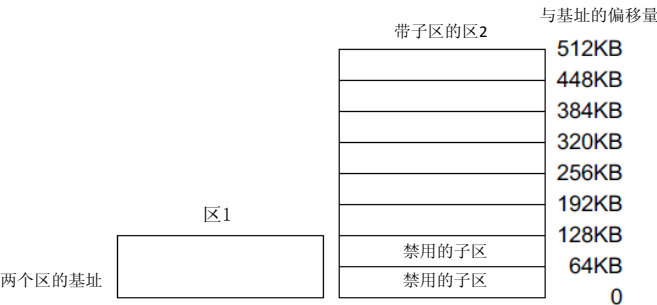 与基址的偏移量
带子区的区2
512KB
448KB
384KB
320KB
256KB
192KB
区1
128KB
禁用的子区
64KB
两个区的基址
禁用的子区
0